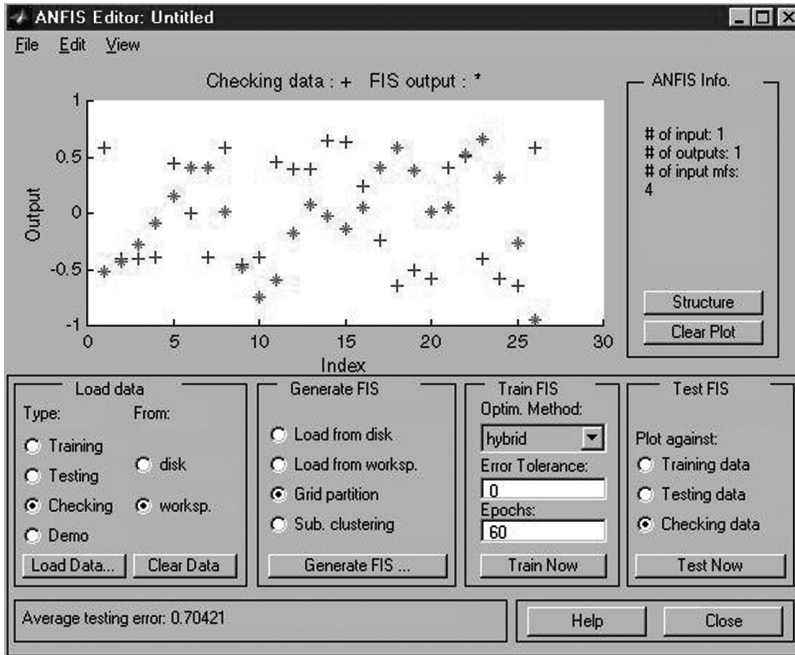 ANFIS Editor: Untitled
File Edit View
Checking data : +   FIS output : *
1
0.5
0
-0.5
-1
Output
0 5 10 15 20 25 30
Index
ANFIS Info.
# of input: 1
# of outputs: 1
# of input mfs:
4
Structure
Clear Plot
Load data
Type: From:
Training
Testing
Checking
Demo
disk
worksp.
Load Data... Clear Data
Generate FIS
Load from disk
Load from worksp.
Grid partition
Sub. clustering
Generate FIS ...
Train FIS
Optim. Method:
hybrid
Error Tolerance:
0
Epochs:
60
Train Now
Test FIS
Plot against:
Training data
Testing data
Checking data
Test Now
Average testing error: 0.70421
Help Close